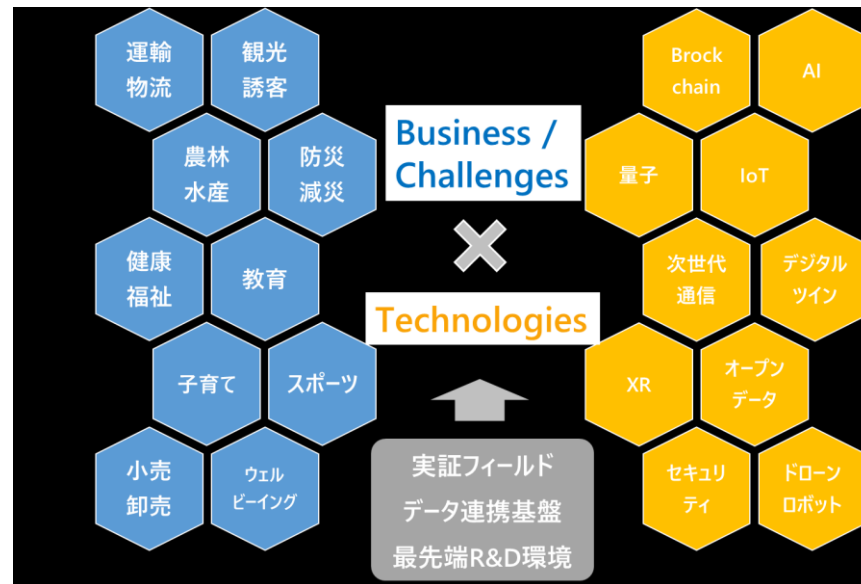 運輸
物流
観光
誘客
農林
水産
防災
減災
健康
福祉
教育
子育て
スポーツ
小売
卸売
ウェル
ビーイング
Business /
Challenges
Technologies
実証フィールド
データ連携基盤
最先端R&D環境
Brock
chain
AI
量子
IoT
次世代
通信
デジタル
ツイン
XR
オープン
データ
セキュリ
ティ
ドローン
ロボット